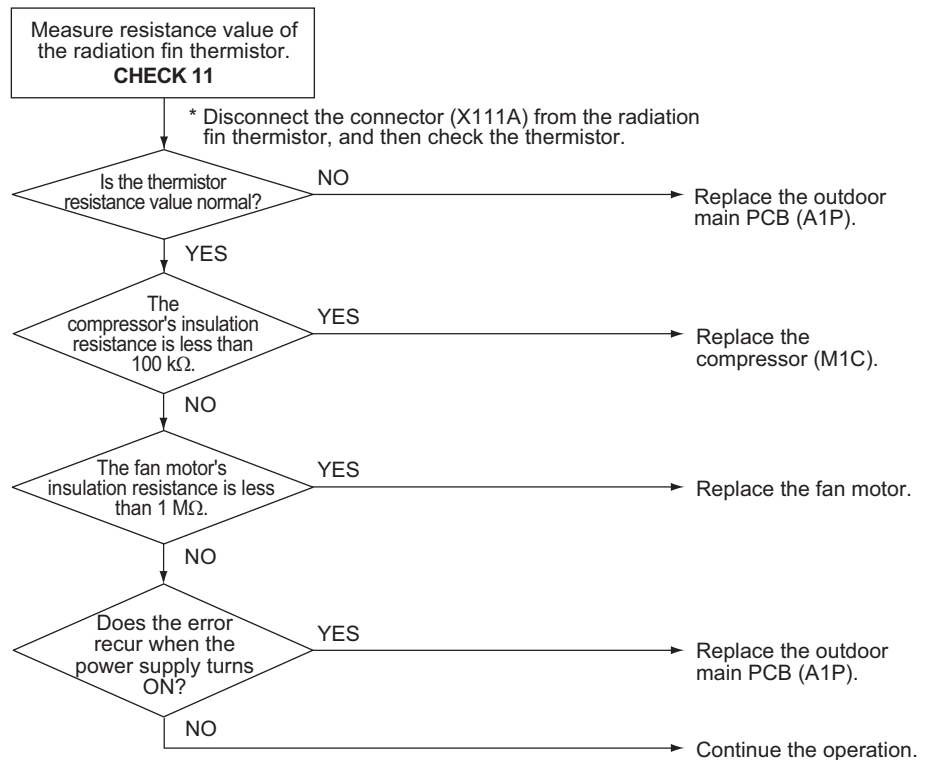 Measure resistance value of
the radiation fin thermistor.
CHECK 11
* Disconnect the connector (X111A) from the radiation
fin thermistor, and then check the thermistor.
Is the thermistor
resistance value normal?
NO
Replace the outdoor
main PCB (A1P).
YES
The
compressor's insulation
resistance is less than
100 kΩ.
YES
Replace the
compressor (M1C).
NO
The fan motor's
insulation resistance is less
than 1 MΩ.
YES
Replace the fan motor.
NO
Does the error
recur when the
power supply turns
ON?
YES
Replace the outdoor
main PCB (A1P).
NO
Continue the operation.